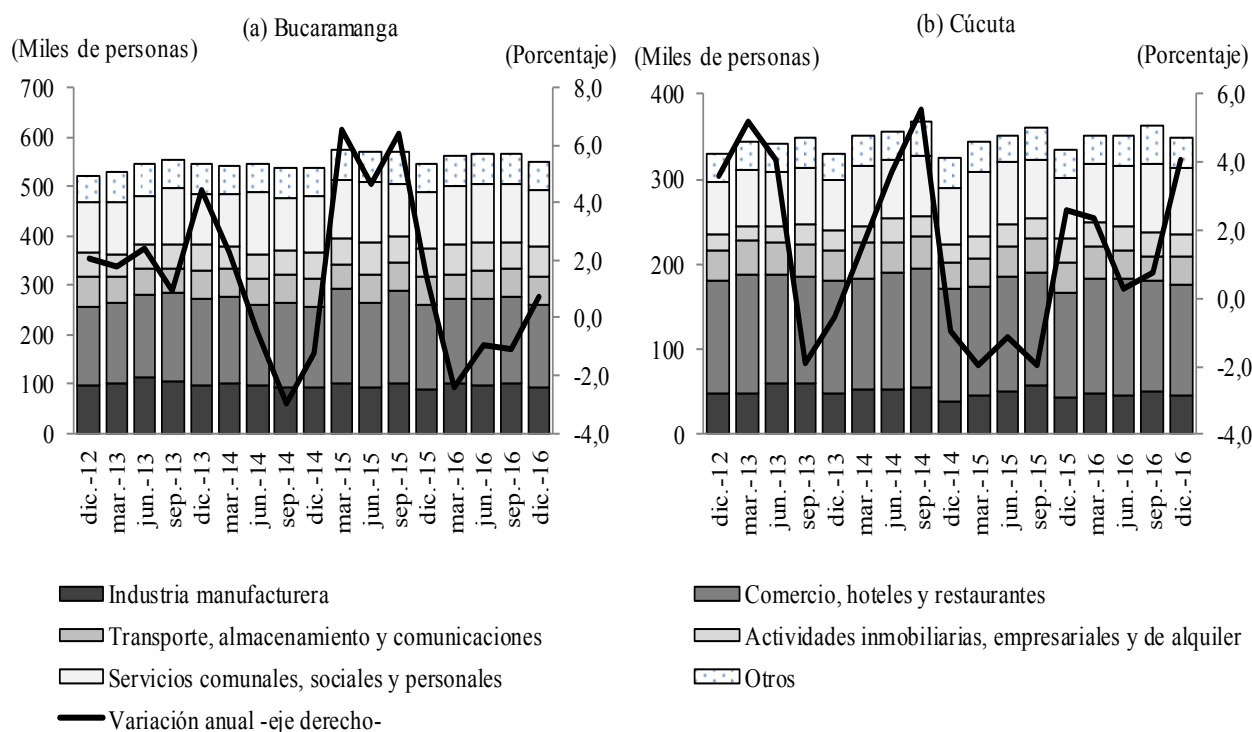 (a) Bucaramanga
(Miles de personas)
(Porcentaje)
700
600
500
400
300
200
100
0
8,0
6,0
4,0
2,0
0,0
-2,0
-4,0
dic.-12
mar.-13
jun.-13
sep.-13
dic.-13
mar.-14
jun.-14
sep.-14
dic.-14
mar.-15
jun.-15
sep.-15
dic.-15
mar.-16
jun.-16
sep.-16
dic.-16
(b) Cúcuta
(Miles de personas)
(Porcentaje)
400
300
200
100
0
6,0
4,0
2,0
0,0
-2,0
-4,0
dic.-12
mar.-13
jun.-13
sep.-13
dic.-13
mar.-14
jun.-14
sep.-14
dic.-14
mar.-15
jun.-15
sep.-15
dic.-15
mar.-16
jun.-16
sep.-16
dic.-16
Industria manufacturera
Comercio, hoteles y restaurantes
Transporte, almacenamiento y comunicaciones
Actividades inmobiliarias, empresariales y de alquiler
Servicios comunales, sociales y personales
Otros
Variación anual -eje derecho-